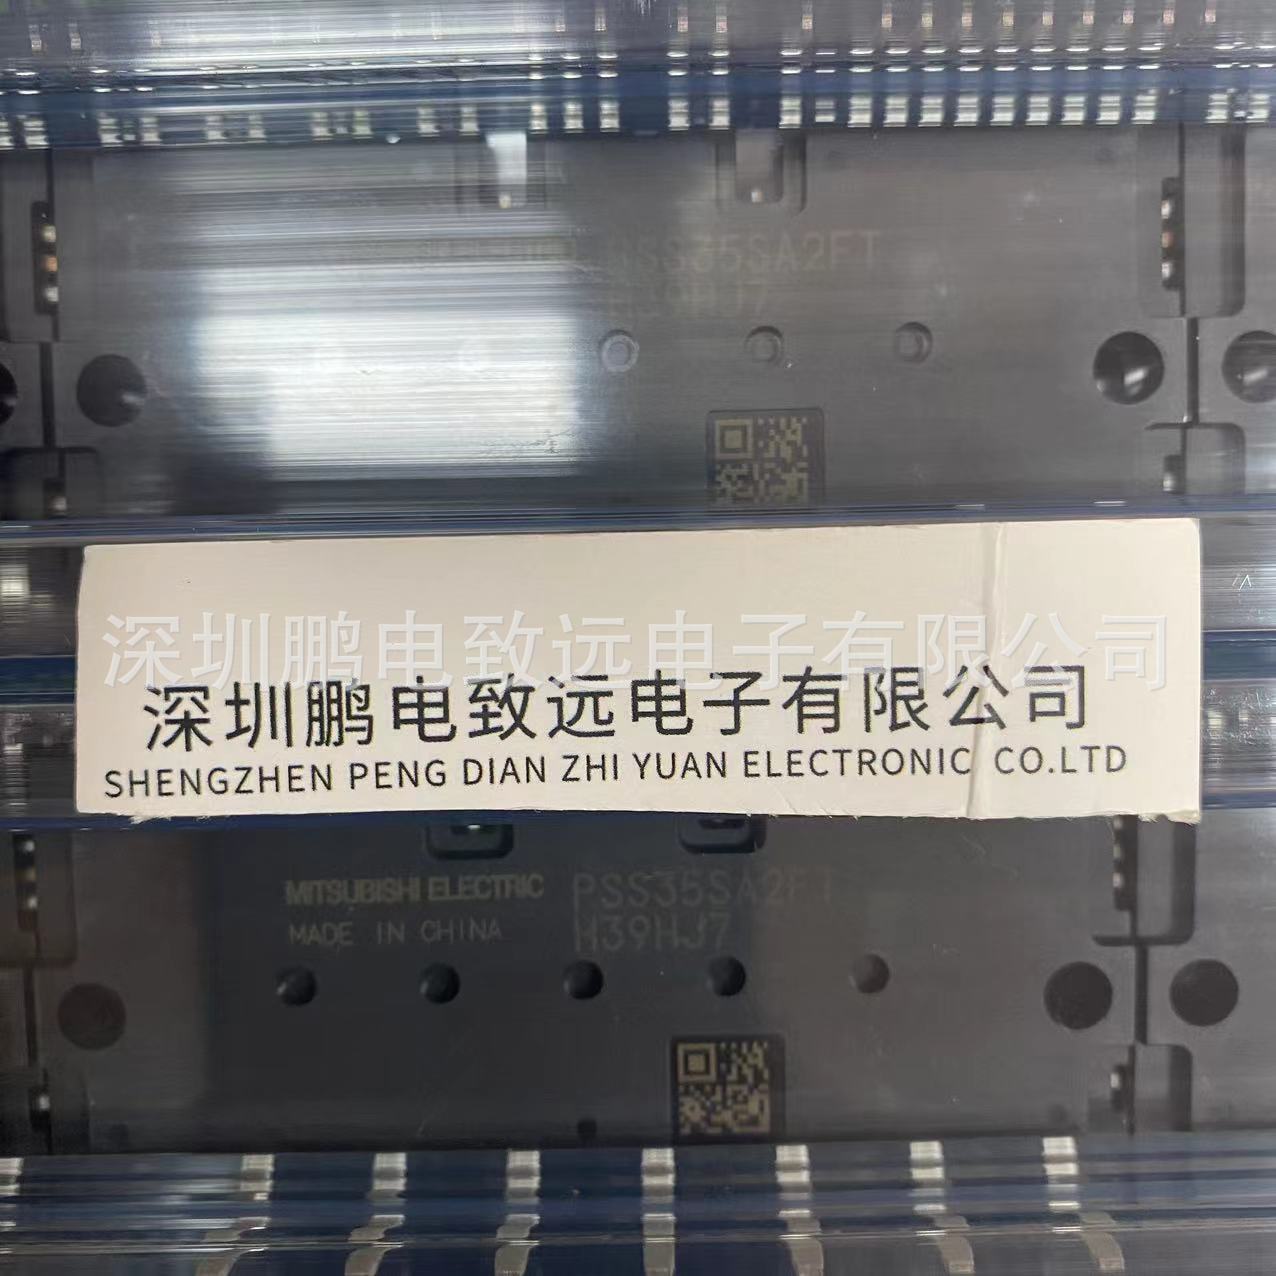 PSS35SA2FT
H39HJ7
深圳鹏电致远电子有限公司
深圳鹏电致远电子有限公司
SHENGZHEN PENG DIAN ZHI YUAN ELECTRONIC CO.LTD
MITSUBISHI ELECTRIC PSS35SA2FT
MADE IN CHINA H39HJ7